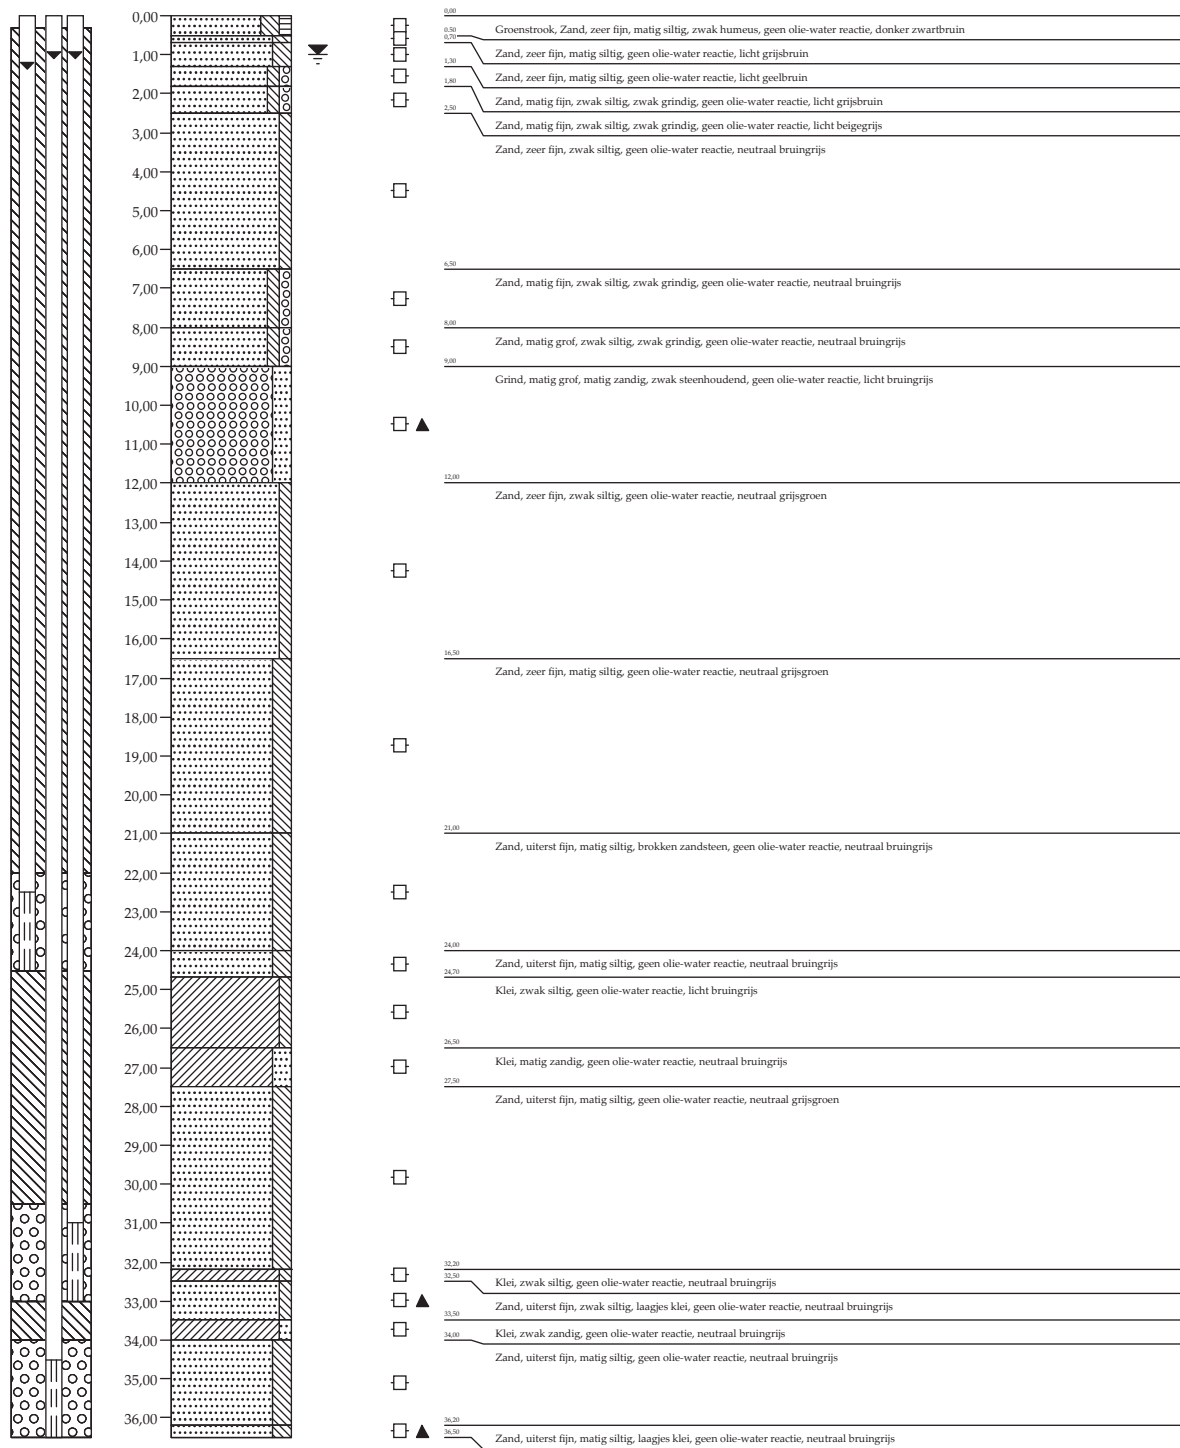 0,00
1,00
2,00
3,00
4,00
5,00
6,00
7,00
8,00
9,00
10,00
11,00
12,00
13,00
14,00
15,00
16,00
17,00
18,00
19,00
20,00
21,00
22,00
23,00
24,00
25,00
26,00
27,00
28,00
29,00
30,00
31,00
32,00
33,00
34,00
35,00
36,00
0,00
Groenstrook, Zand, zeer fijn, matig siltig, zwak humeus, geen olie-water reactie, donker zwartbruin
0,50
0,70
Zand, zeer fijn, matig siltig, geen olie-water reactie, licht grijsbruin
1,30
Zand, zeer fijn, matig siltig, geen olie-water reactie, licht geelbruin
1,80
Zand, matig fijn, zwak siltig, zwak grindig, geen olie-water reactie, licht grijsbruin
2,50
Zand, matig fijn, zwak siltig, zwak grindig, geen olie-water reactie, licht beigegrijs
Zand, zeer fijn, zwak siltig, geen olie-water reactie, neutraal bruingrijs
6,50
Zand, matig fijn, zwak siltig, zwak grindig, geen olie-water reactie, neutraal bruingrijs
8,00
Zand, matig grof, zwak siltig, zwak grindig, geen olie-water reactie, neutraal bruingrijs
9,00
Grind, matig grof, matig zandig, zwak steenhoudend, geen olie-water reactie, licht bruingrijs
12,00
Zand, zeer fijn, zwak siltig, geen olie-water reactie, neutraal grijsgroen
16,50
Zand, zeer fijn, matig siltig, geen olie-water reactie, neutraal grijsgroen
21,00
Zand, uiterst fijn, matig siltig, brokken zandsteen, geen olie-water reactie, neutraal bruingrijs
24,00
Zand, uiterst fijn, matig siltig, geen olie-water reactie, neutraal bruingrijs
24,70
Klei, zwak siltig, geen olie-water reactie, licht bruingrijs
26,50
Klei, matig zandig, geen olie-water reactie, neutraal bruingrijs
27,50
Zand, uiterst fijn, matig siltig, geen olie-water reactie, neutraal grijsgroen
32,20
Klei, zwak siltig, geen olie-water reactie, neutraal bruingrijs
32,50
Zand, uiterst fijn, zwak siltig, laagjes klei, geen olie-water reactie, neutraal bruingrijs
33,50
Klei, zwak zandig, geen olie-water reactie, neutraal bruingrijs
34,00
Zand, uiterst fijn, matig siltig, geen olie-water reactie, neutraal bruingrijs
36,20
36,50
Zand, uiterst fijn, matig siltig, laagjes klei, geen olie-water reactie, neutraal bruingrijs